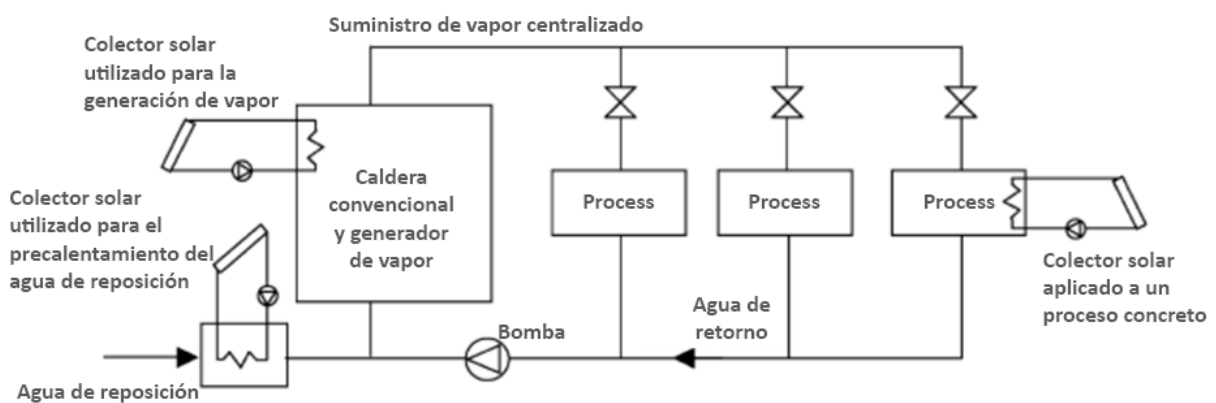 Suministro de vapor centralizado
Colector solar
utilizado para la
generación de vapor
Caldera
convencional
y generador
de vapor
Process
Process
Process
Colector solar
utilizado para el
precalentamiento del
agua de reposición
Colector solar
aplicado a un
proceso concreto
Agua de
retorno
Bomba
Agua de reposición